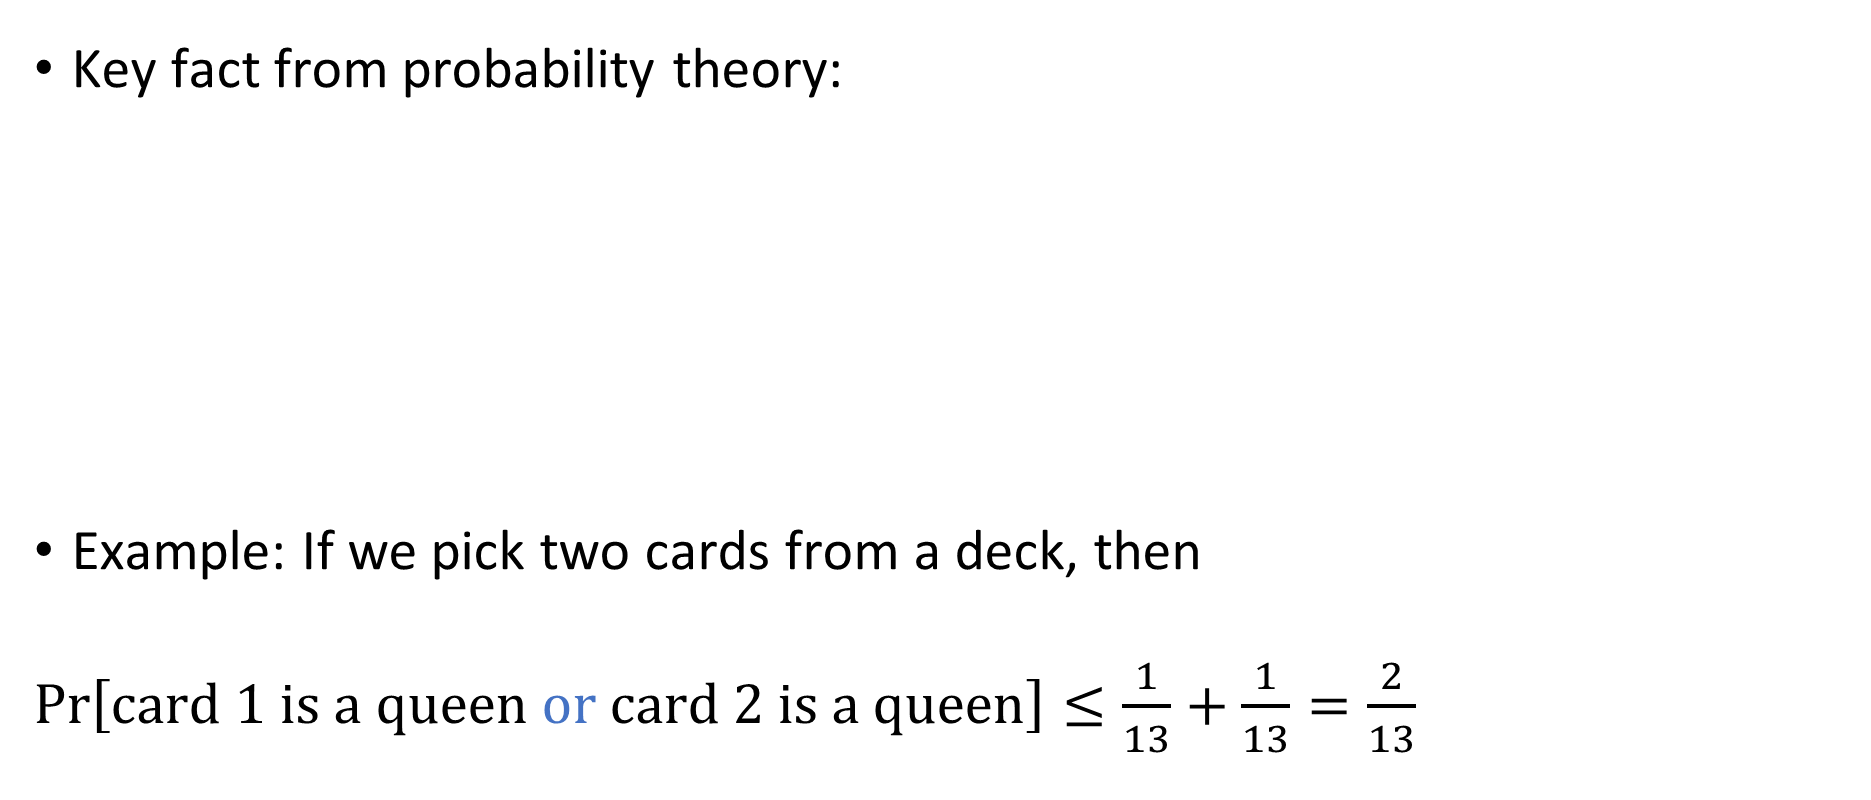 • Key fact from probability theory:
• Example: If we pick two cards from a deck, then
Pr[card 1 is a queen or card 2 is a queen] ≤ 1/13 + 1/13 = 2/13